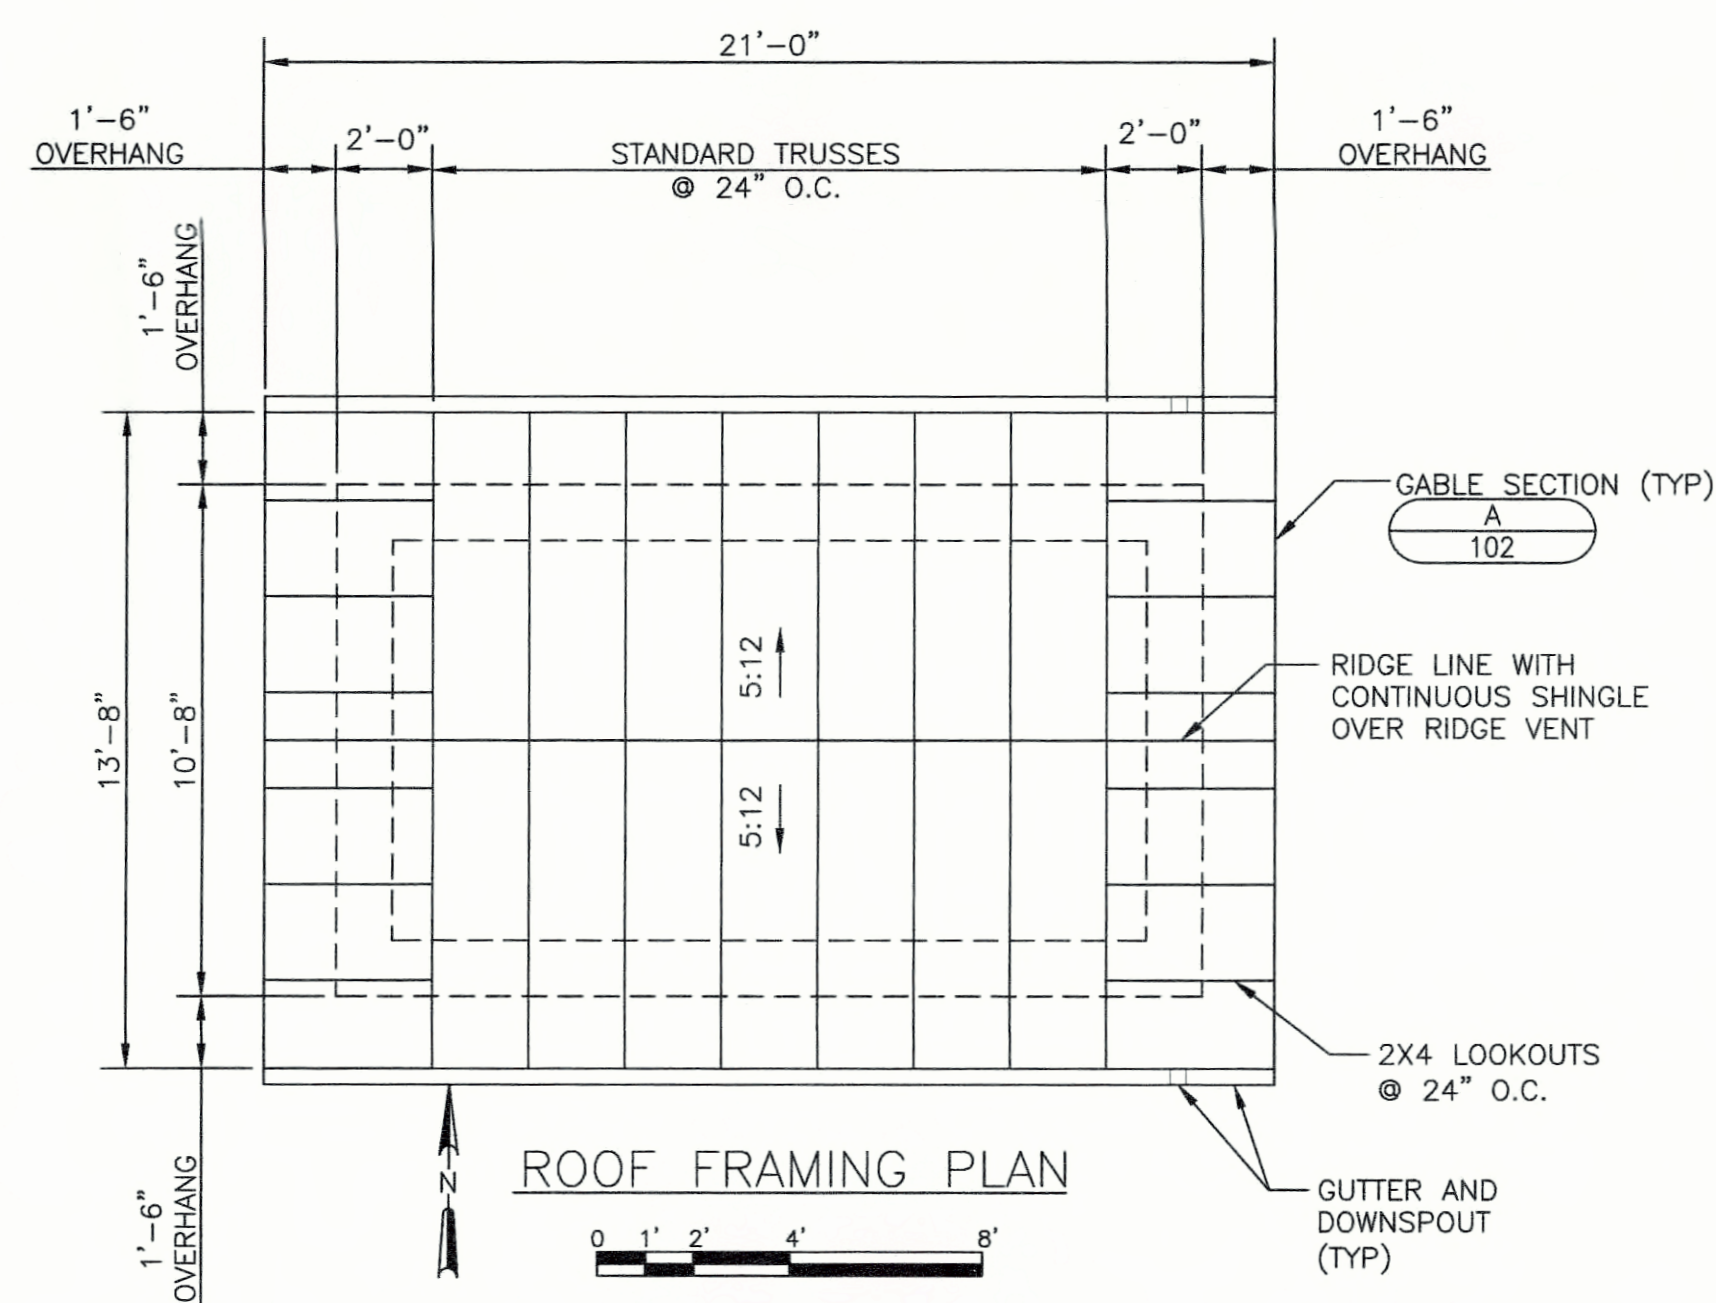 21'-0"
1'-6"
OVERHANG
2'-0"
STANDARD TRUSSES
@ 24" O.C.
2'-0"
1'-6"
OVERHANG
1'-6"
OVERHANG
GABLE SECTION (TYP)
A
102
5:12
RIDGE LINE WITH
CONTINUOUS SHINGLE
OVER RIDGE VENT
13'-8"
10'-8"
5:12
2X4 LOOKOUTS
@ 24" O.C.
1'-6"
OVERHANG
N
ROOF FRAMING PLAN
GUTTER AND
DOWNSPOUT
(TYP)
0 1' 2' 4' 8'